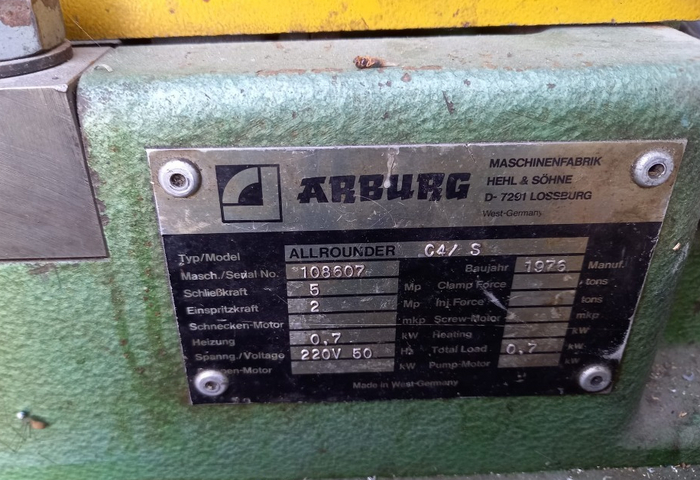 ARBURG
MASCHINENFABRIK
HEHL & SÖHNE
D-7291 LOSSBURG
West-Germany
Typ/Model ALLROUNDER C4/ S
Masch./Serial No. 108607 Baujahr 1976 Manuf.
Schließkraft 5 Mp Clamp Force tons
Einspritzkraft 2 Mp Inj. Force tons
Schnecken-Motor mkp Screw-Motor mkp
Heizung 0,7 kW Heating kW
Spanng./Voltage 220V 50 Hz Total Load 0,7 kW
pen-Motor kW Pump-Motor kW
Made in West-Germany